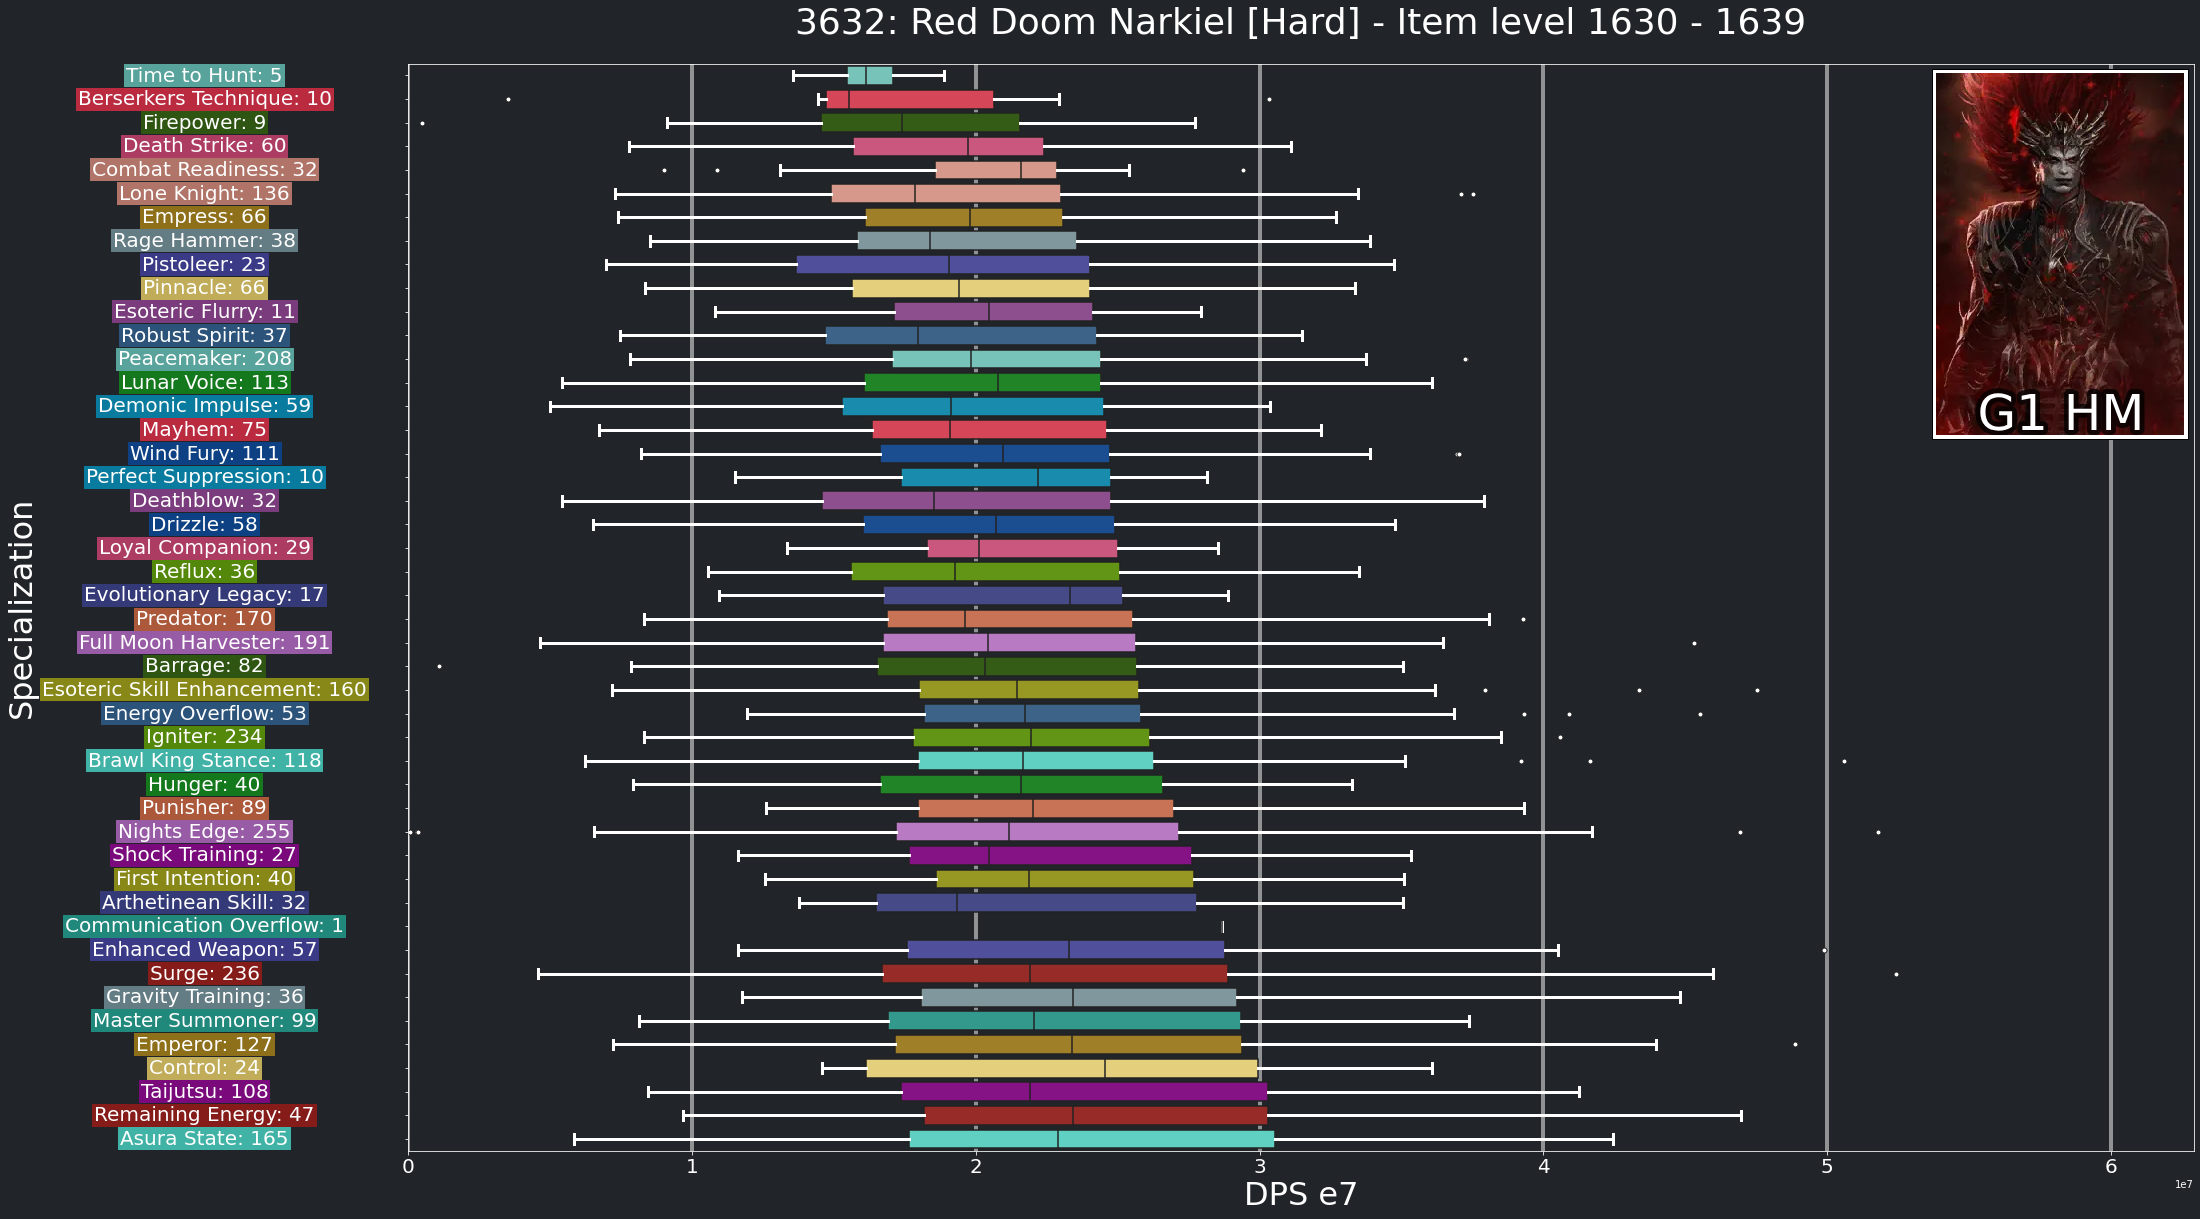 3632: Red Doom Narkiel [Hard] - Item level 1630 - 1639
Specialization
Time to Hunt: 5
Berserkers Technique: 10
Firepower: 9
Death Strike: 60
Combat Readiness: 32
Lone Knight: 136
Empress: 66
Rage Hammer: 38
Pistoleer: 23
Pinnacle: 66
Esoteric Flurry: 11
Robust Spirit: 37
Peacemaker: 208
Lunar Voice: 113
Demonic Impulse: 59
Mayhem: 75
Wind Fury: 111
Perfect Suppression: 10
Deathblow: 32
Drizzle: 58
Loyal Companion: 29
Reflux: 36
Evolutionary Legacy: 17
Predator: 170
Full Moon Harvester: 191
Barrage: 82
Esoteric Skill Enhancement: 160
Energy Overflow: 53
Igniter: 234
Brawl King Stance: 118
Hunger: 40
Punisher: 89
Nights Edge: 255
Shock Training: 27
First Intention: 40
Arthetinean Skill: 32
Communication Overflow: 1
Enhanced Weapon: 57
Surge: 236
Gravity Training: 36
Master Summoner: 99
Emperor: 127
Control: 24
Taijutsu: 108
Remaining Energy: 47
Asura State: 165
G1 HM
0 1 2 3 4 5 6
DPS e7
1e7